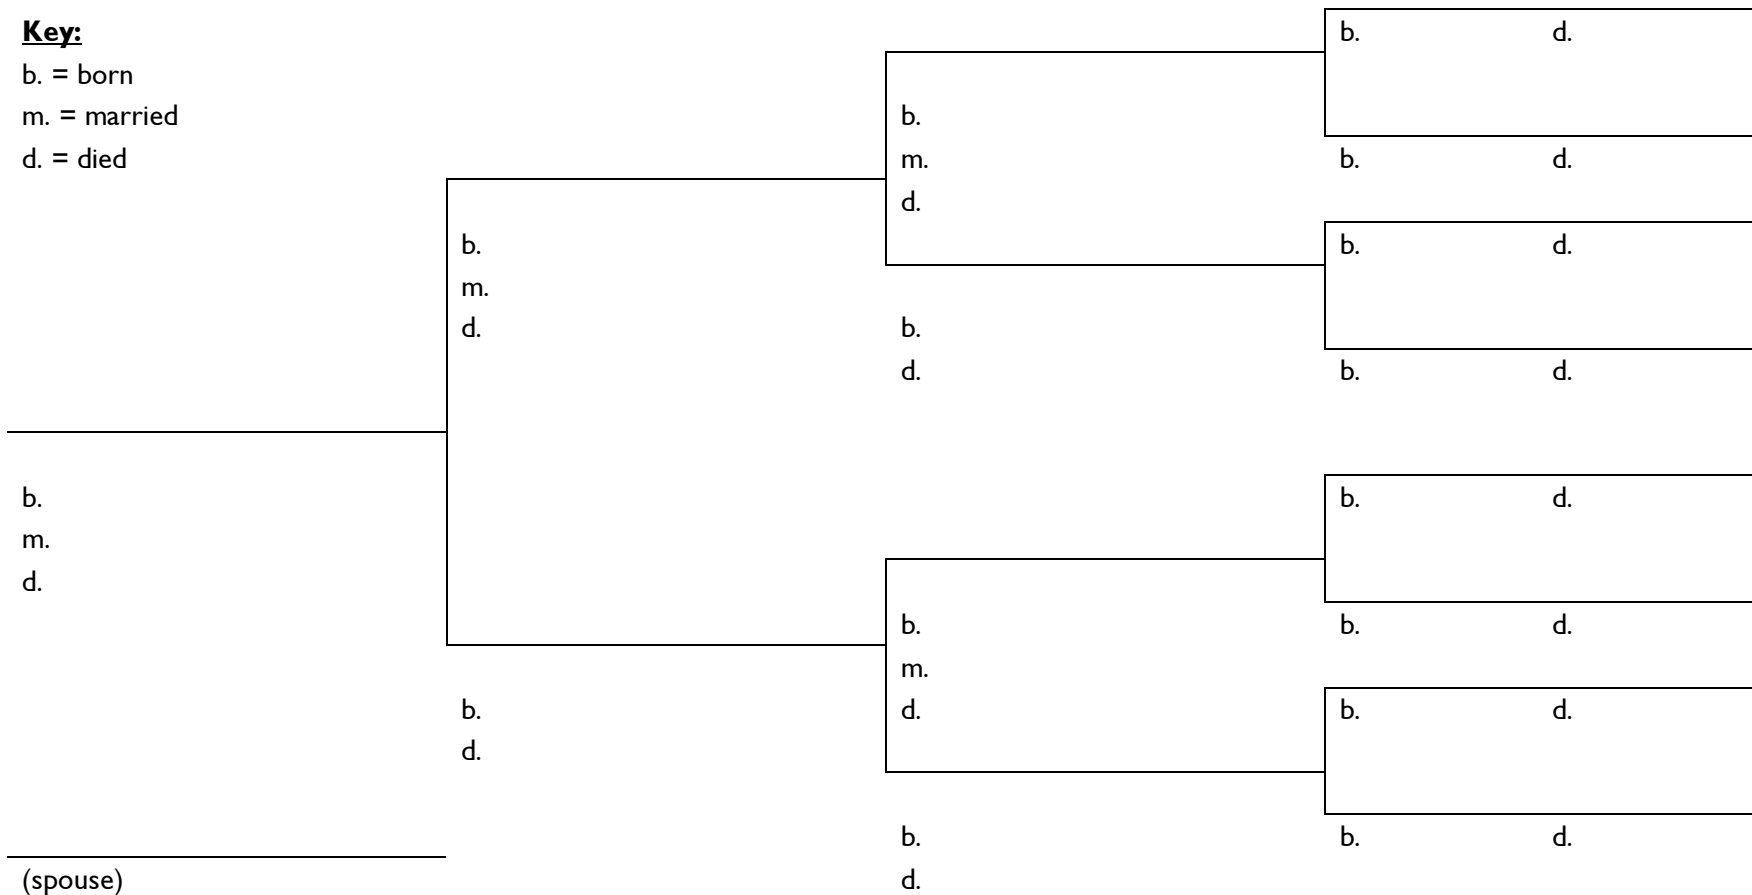 Key:
b. = born
m. = married
d. = died
b.
m.
d.
(spouse)
b.
m.
d.
b.
d.
b.
m.
d.
b.
d.
b.
m.
d.
b.
d.
b. d.
b. d.
b. d.
b. d.
b. d.
b. d.
b. d.
b. d.